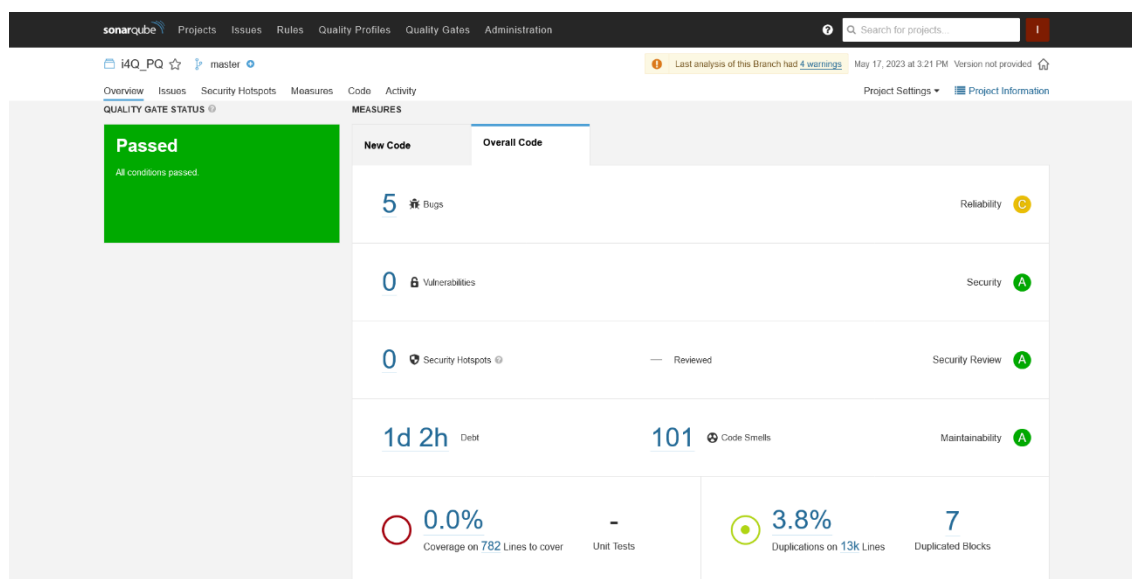 sonarqube Projects Issues Rules Quality Profiles Quality Gates Administration ? Search for projects... I
i4Q_PQ master Last analysis of this Branch had 4 warnings May 17, 2023 at 3:21 PM Version not provided
Overview Issues Security Hotspots Measures Code Activity Project Settings Project Information
QUALITY GATE STATUS ? MEASURES
Passed
All conditions passed.
New Code Overall Code
5 Bugs Reliability C
0 Vulnerabilities Security A
0 Security Hotspots ? — Reviewed Security Review A
1d 2h Debt 101 Code Smells Maintainability A
0.0% - 3.8% 7
Coverage on 782 Lines to cover Unit Tests Duplications on 13k Lines Duplicated Blocks